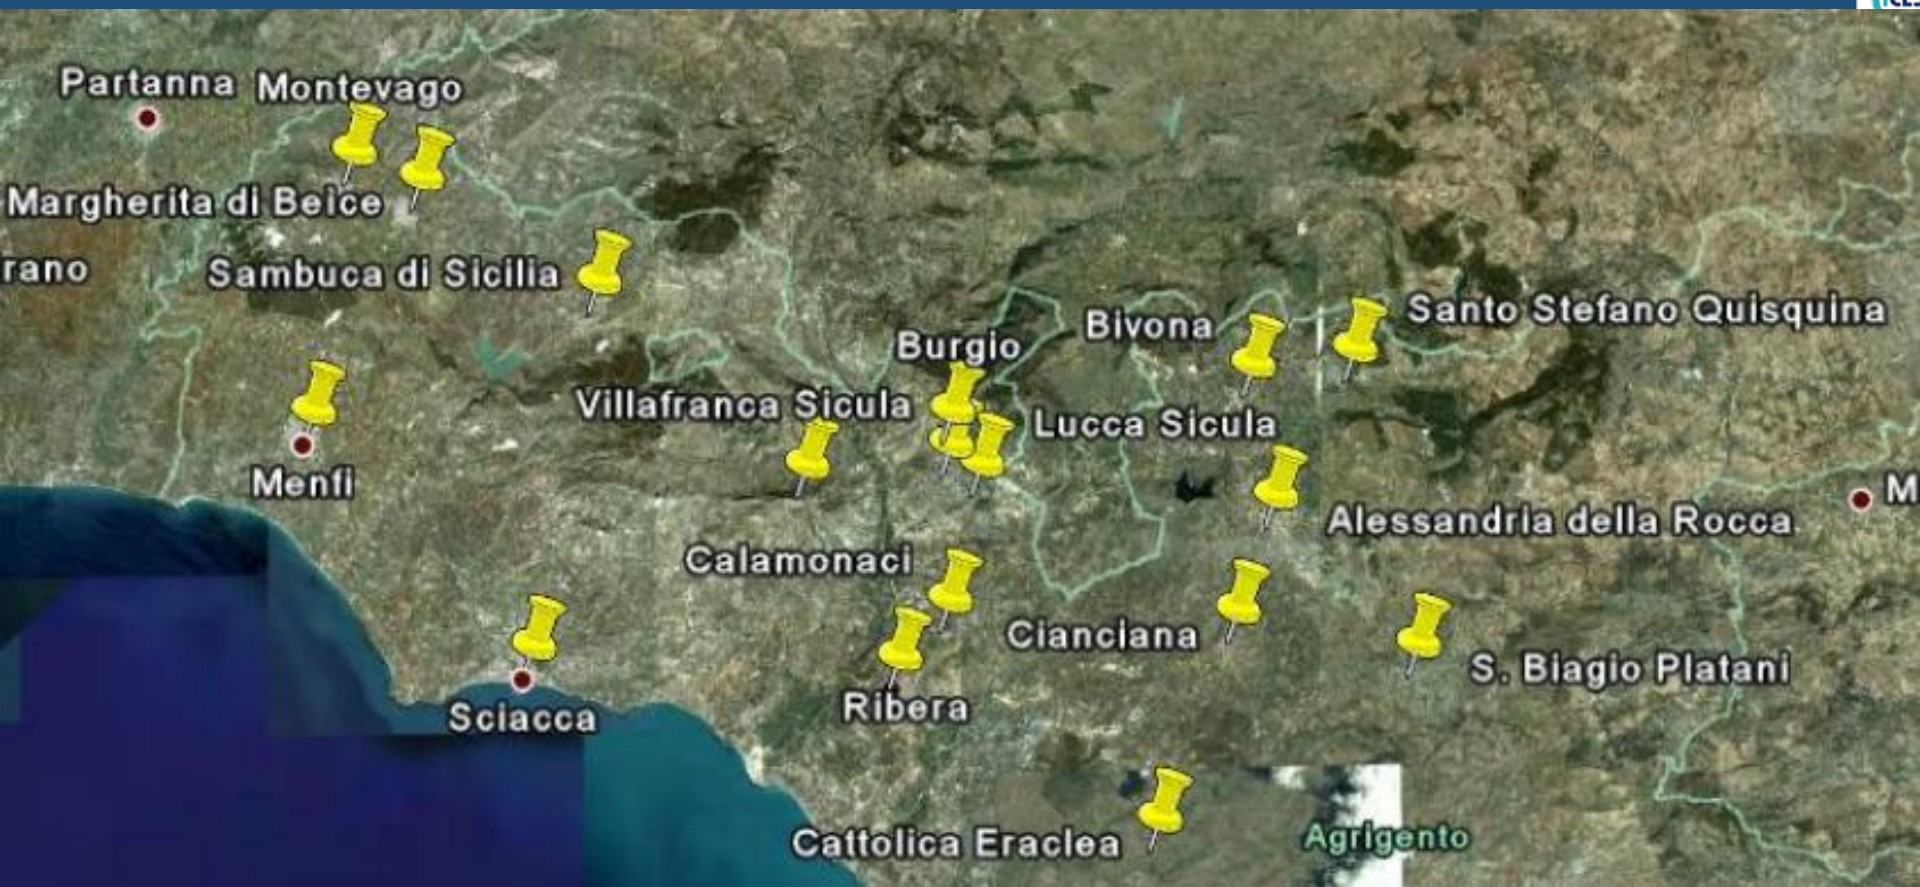 Partanna
Montevago
Margherita di Belice
rano
Sambuca di Sicilia
Santo Stefano Quisquina
Bivona
Burgio
Villafranca Sicula
Lucca Sicula
Menfi
M
Alessandria della Rocca
Calamonaci
Cianciana
S. Biagio Platani
Ribera
Sciacca
Cattolica Eraclea
Agrigento